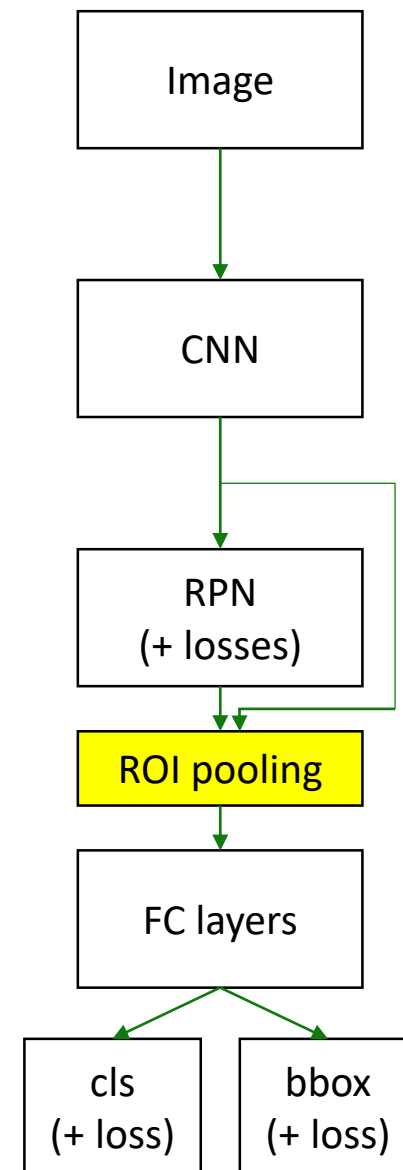 Image
CNN
RPN
(+ losses)
ROI pooling
FC layers
cls
(+ loss)
bbox
(+ loss)